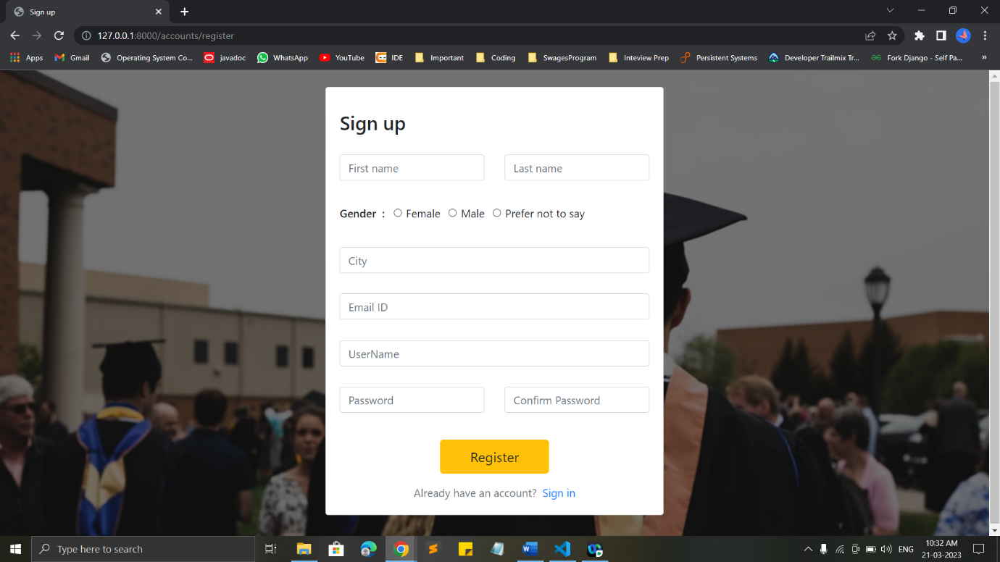 Sign up
127.0.0.1:8000/accounts/register
Apps Gmail Operating System Co... javadoc WhatsApp YouTube IDE Important Coding SwagesProgram Inteview Prep Persistent Systems Developer Trailmix Tr... Fork Django - Self Pa... »
Sign up
First name Last name
Gender : Female Male Prefer not to say
City
Email ID
UserName
Password Confirm Password
Register
Already have an account? Sign in
Type here to search
ENG
10:32 AM
21-03-2023